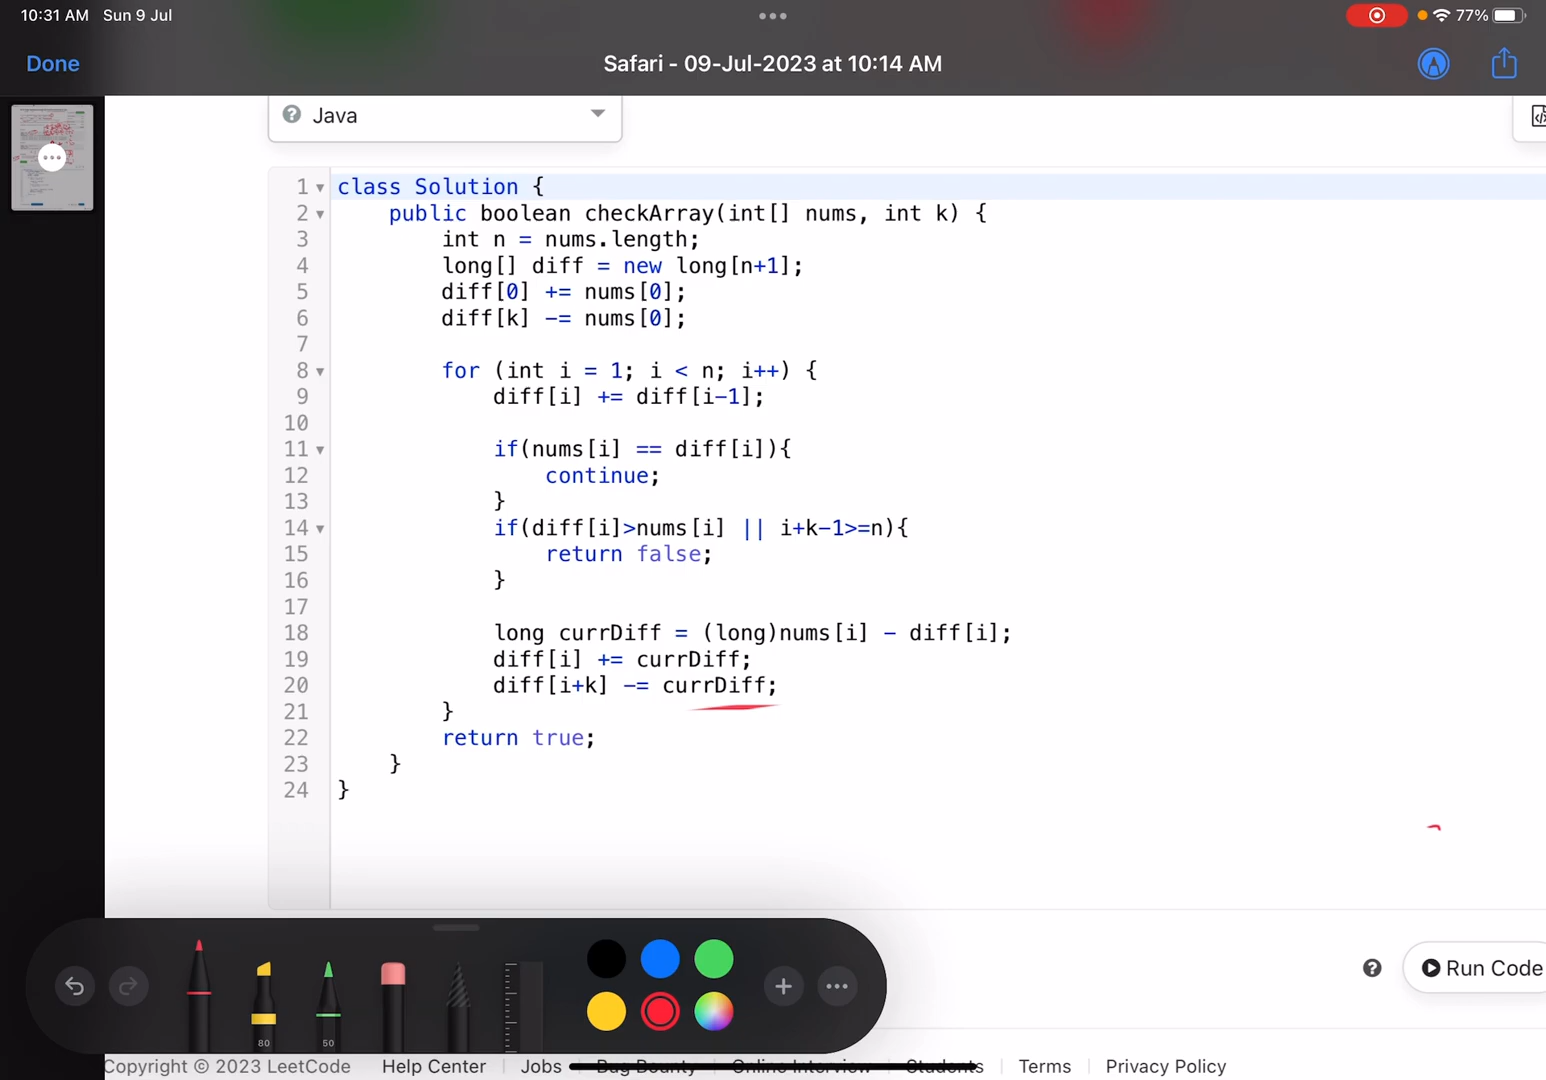 10:31 AM Sun 9 Jul
77%
Done
Safari - 09-Jul-2023 at 10:14 AM
Java
1 class Solution {
2 public boolean checkArray(int[] nums, int k) {
3 int n = nums.length;
4 long[] diff = new long[n+1];
5 diff[0] += nums[0];
6 diff[k] -= nums[0];
7
8 for (int i = 1; i < n; i++) {
9 diff[i] += diff[i-1];
10
11 if(nums[i] == diff[i]){
12 continue;
13 }
14 if(diff[i]>nums[i] || i+k-1>=n){
15 return false;
16 }
17
18 long currDiff = (long)nums[i] - diff[i];
19 diff[i] += currDiff;
20 diff[i+k] -= currDiff;
21 }
22 return true;
23 }
24 }
80 50
Run Code
Copyright © 2023 LeetCode Help Center Jobs Bug Bounty Online Interview Students Terms Privacy Policy